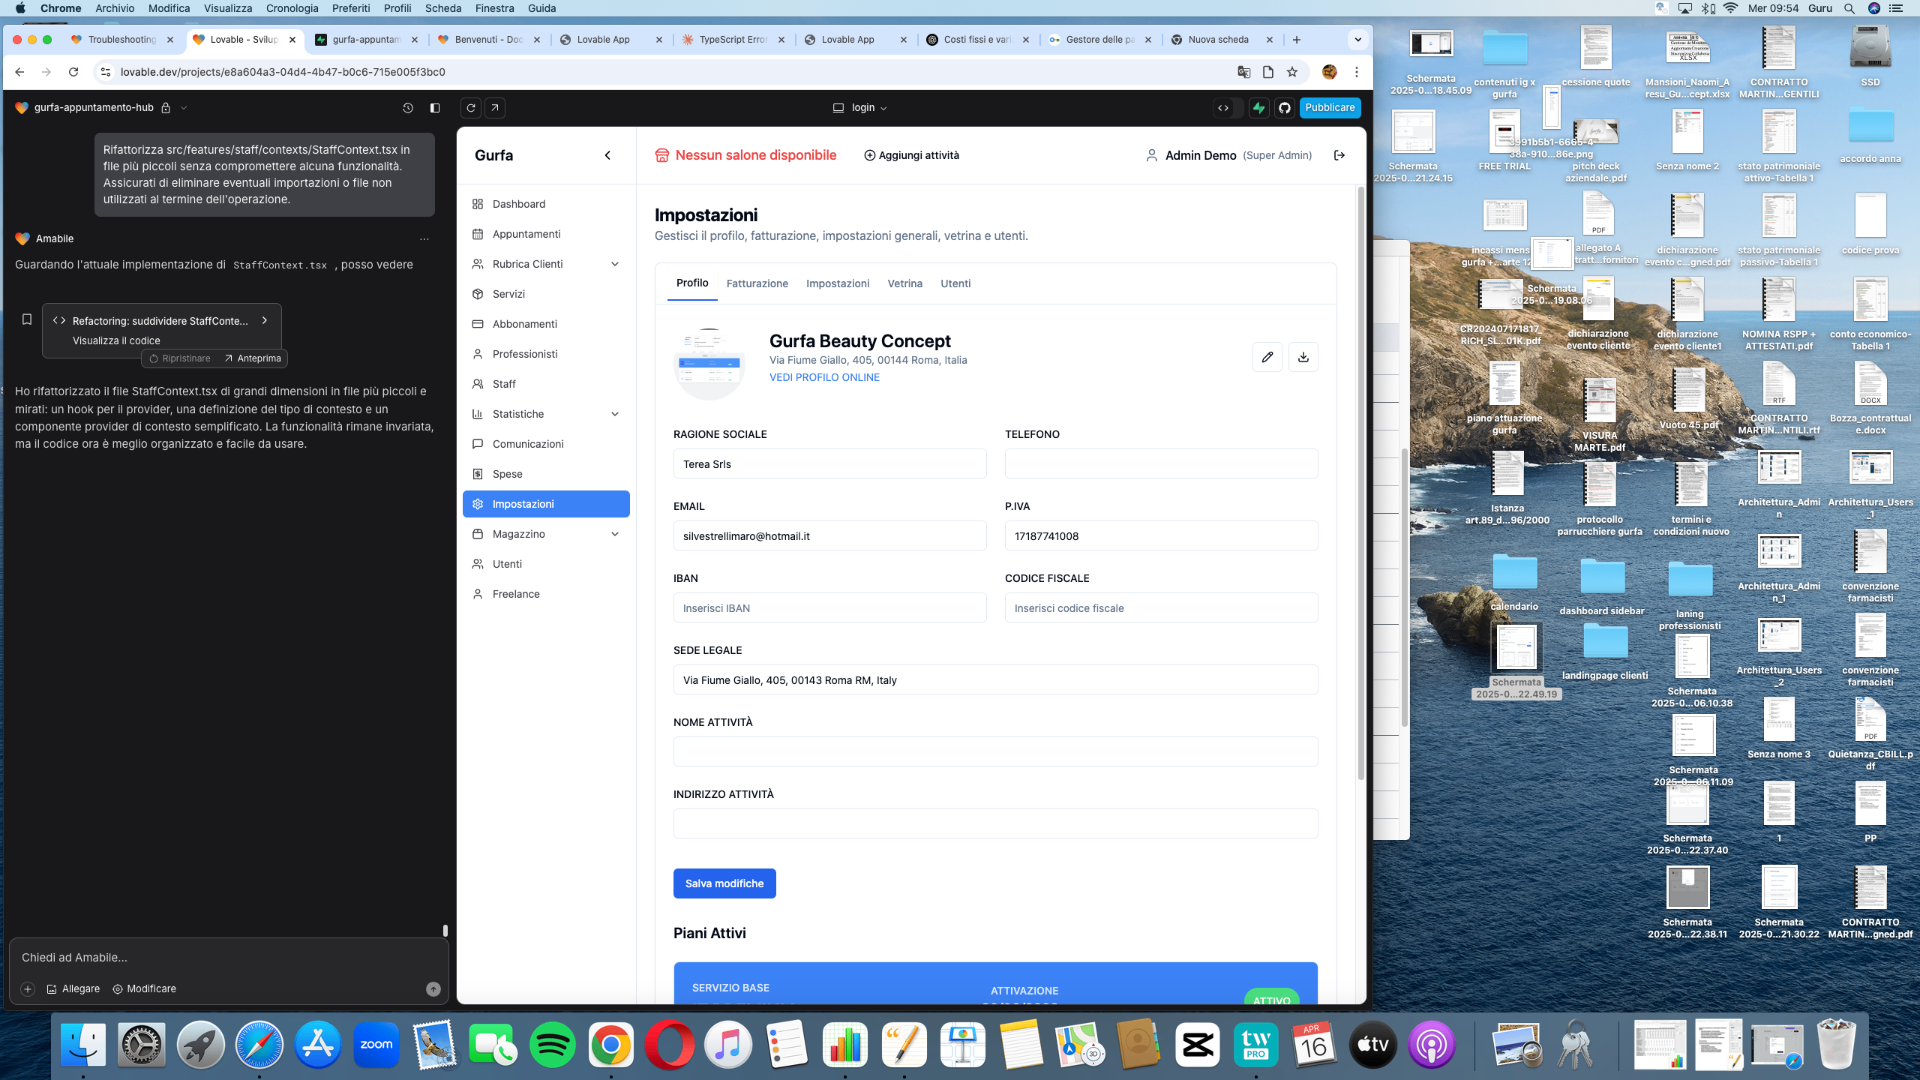 Chrome Archivio Modifica Visualizza Cronologia Preferiti Profili Scheda Finestra Guida
Mer 09:54 Guru
Troubleshooting
Lovable - Svilup
gurfa-appuntam
Benvenuti - Doc
Lovable App
TypeScript Erro
Lovable App
Costi fissi e vari
Gestore delle pa
Nuova scheda
lovable.dev/projects/e8a604a3-04d4-4b47-b0c6-715e005f3bc0
gurfa-appuntamento-hub
login
Pubblicare
Rifattorizza src/features/staff/contexts/StaffContext.tsx in
file più piccoli senza compromettere alcuna funzionalità.
Assicurati di eliminare eventuali importazioni o file non
utilizzati al termine dell'operazione.
Amabile
Guardando l'attuale implementazione di StaffContext.tsx , posso vedere
Refactoring: suddividere StaffConte...
Visualizza il codice
Ripristinare
Anteprima
Ho rifattorizzato il file StaffContext.tsx di grandi dimensioni in file più piccoli e
mirati: un hook per il provider, una definizione del tipo di contesto e un
componente provider di contesto semplificato. La funzionalità rimane invariata,
ma il codice ora è meglio organizzato e facile da usare.
Chiedi ad Amabile...
Allegare
Modificare
Gurfa
Dashboard
Appuntamenti
Rubrica Clienti
Servizi
Abbonamenti
Professionisti
Staff
Statistiche
Comunicazioni
Spese
Impostazioni
Magazzino
Utenti
Freelance
Nessun salone disponibile
Aggiungi attività
Admin Demo (Super Admin)
Impostazioni
Gestisci il profilo, fatturazione, impostazioni generali, vetrina e utenti.
Profilo Fatturazione Impostazioni Vetrina Utenti
Gurfa Beauty Concept
Via Fiume Giallo, 405, 00144 Roma, Italia
VEDI PROFILO ONLINE
RAGIONE SOCIALE
Terea Srls
TELEFONO
EMAIL
silvestrellimaro@hotmail.it
P.IVA
17187741008
IBAN
Inserisci IBAN
CODICE FISCALE
Inserisci codice fiscale
SEDE LEGALE
Via Fiume Giallo, 405, 00143 Roma RM, Italy
NOME ATTIVITÀ
INDIRIZZO ATTIVITÀ
Salva modifiche
Piani Attivi
SERVIZIO BASE
ATTIVAZIONE
ATTIVO
Schermata
2025-0...18.45.09
contenuti ig x
gurfa
cessione quote
XLSX
Mansioni_Naomi_A
resu_Gu...cept.xlsx
CONTRATTO
MARTIN...GENTILI
SSD
Schermata
2025-0...21.24.15
FREE TRIAL
3991b5b1-6665-4
38a-910...86e.png
pitch deck
aziendale.pdf
Senza nome 2
stato patrimoniale
attivo-Tabella 1
accordo anna
incassi mens
PDF
allegato A
dichiarazione
evento c...gned.pdf
stato patrimoniale
passivo-Tabella 1
codice prova
Schermata
2025-0...19.08.06
CR202407171817_
RICH_SL...01K.pdf
dichiarazione
evento cliente
dichiarazione
evento cliente1
NOMINA RSPP +
ATTESTATI.pdf
conto economico-
Tabella 1
piano attuazione
gurfa
VISURA
MARTE.pdf
Vuoto 45.pdf
RTF
CONTRATTO
MARTIN...NTILI.rtf
DOCX
Bozza_contrattual
e.docx
Istanza
art.89_d...96/2000
protocollo
parrucchiere gurfa
termini e
condizioni nuovo
Architettura_Admi
n
Architettura_Users
_1
calendario
dashboard sidebar
laning
professionisti
Architettura_Admi
n_1
convenzione
farmacisti
Schermata
2025-0...22.49.19
landingpage clienti
Schermata
2025-0...06.10.38
Architettura_Users
_2
convenzione
farmacisti
Schermata
2025-0...06.11.09
Senza nome 3
PDF
Quietanza_CBILL.p
df
Schermata
2025-0...22.37.40
1
PP
Schermata
2025-0...22.38.11
Schermata
2025-0...21.30.22
CONTRATTO
MARTIN...gned.pdf
zoom
tw
PRO
APR
16
tv